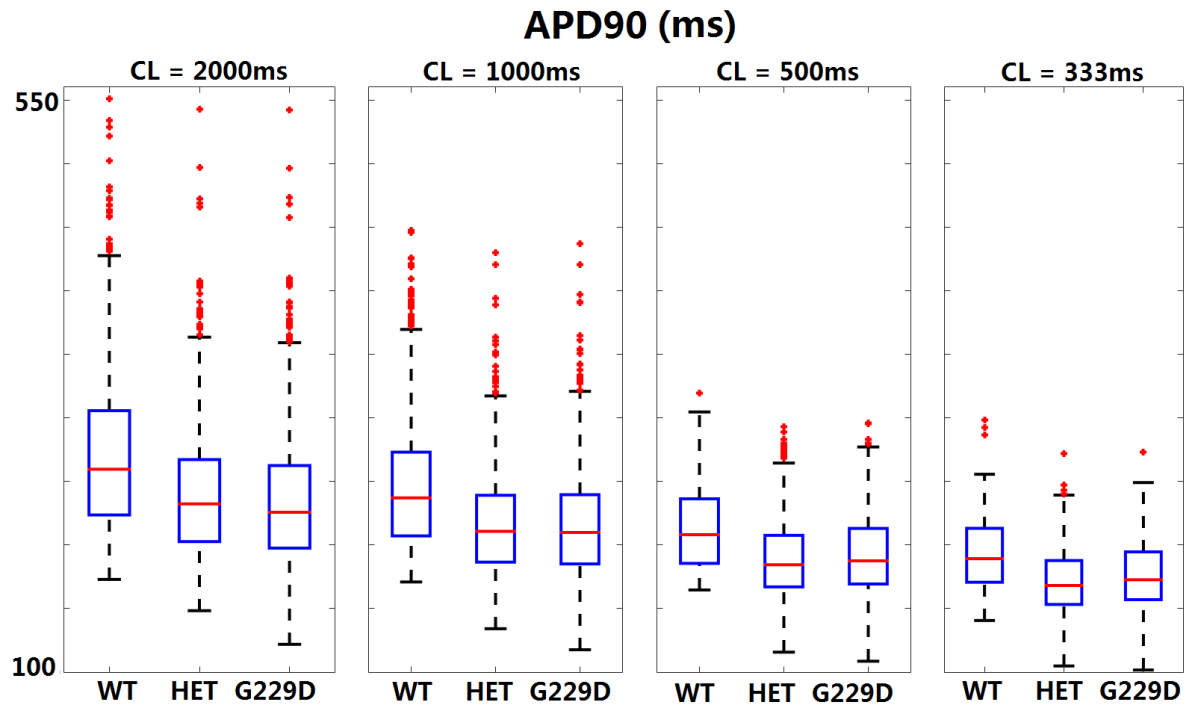 APD90 (ms)
CL = 2000ms CL = 1000ms CL = 500ms CL = 333ms
550
100
WT HET G229D WT HET G229D WT HET G229D WT HET G229D